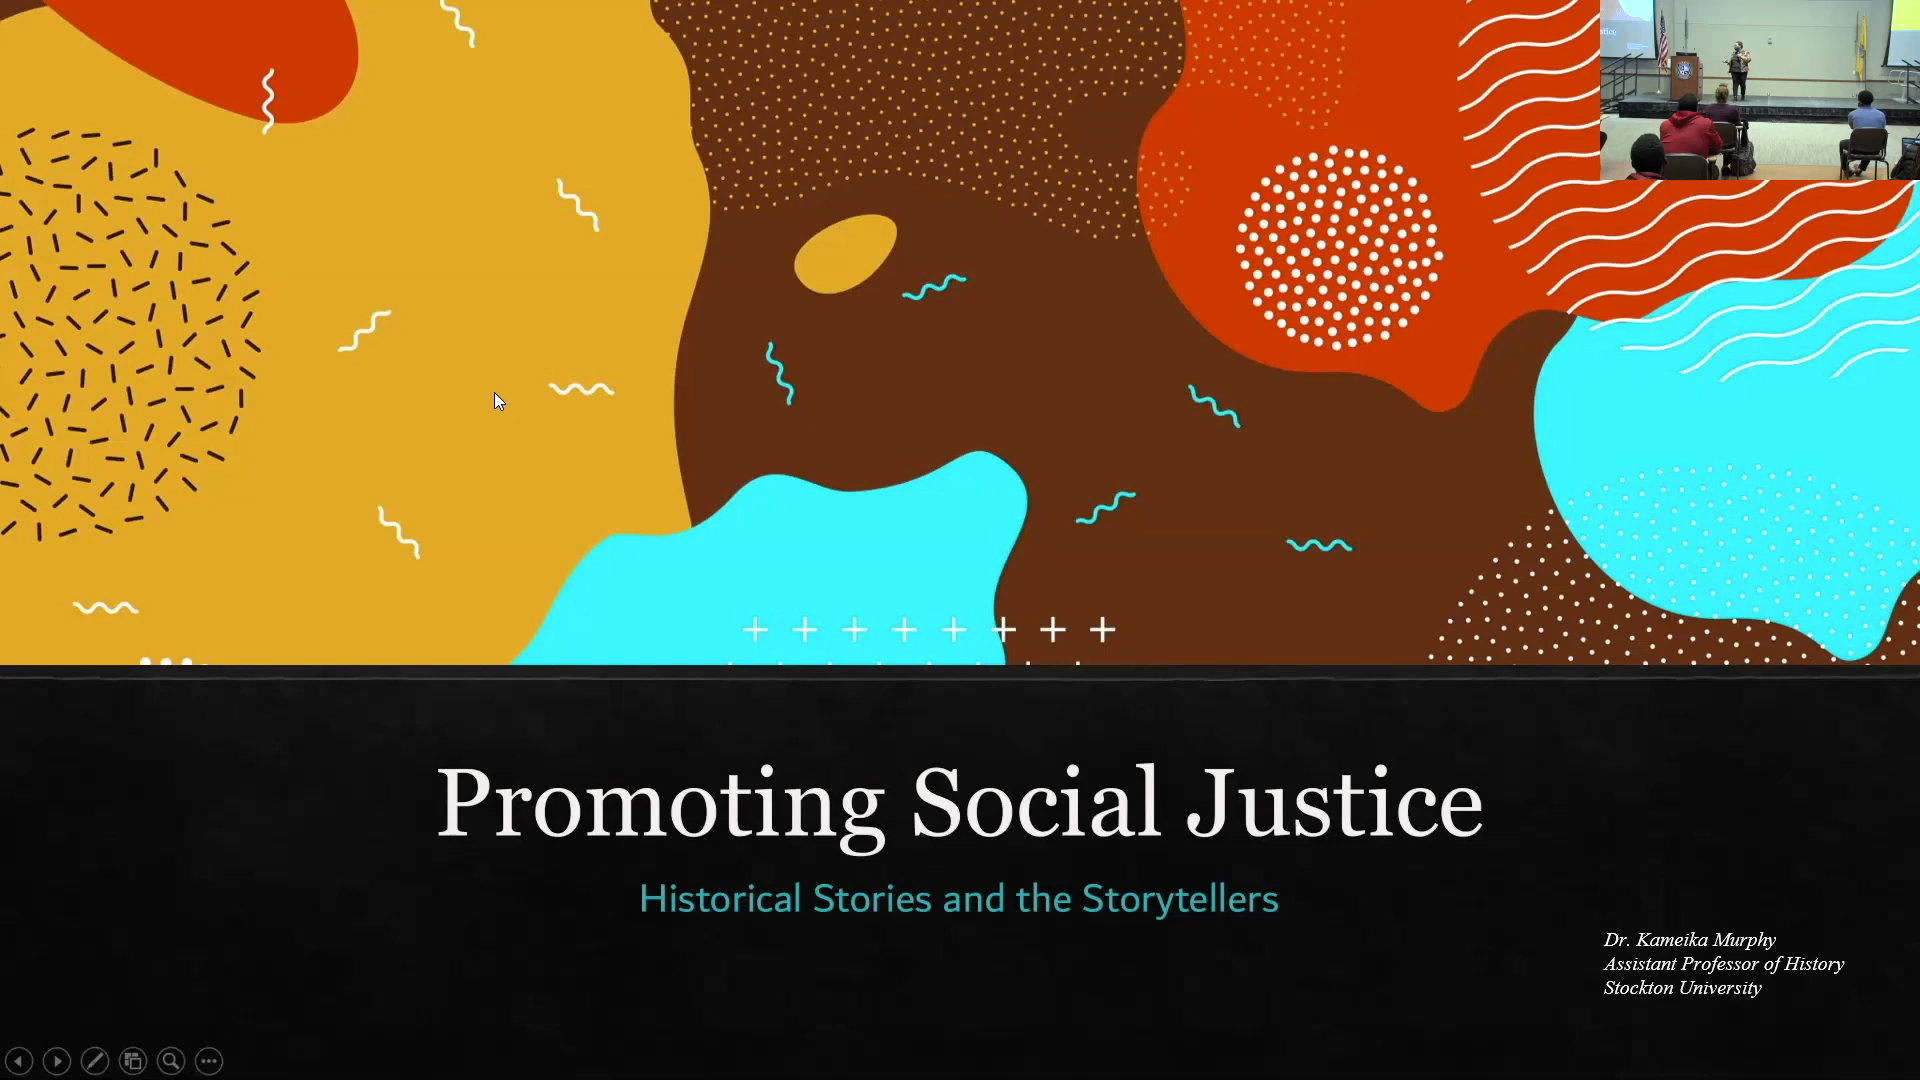 Promoting Social Justice
Historical Stories and the Storytellers
Dr. Kameika Murphy
Assistant Professor of History
Stockton University